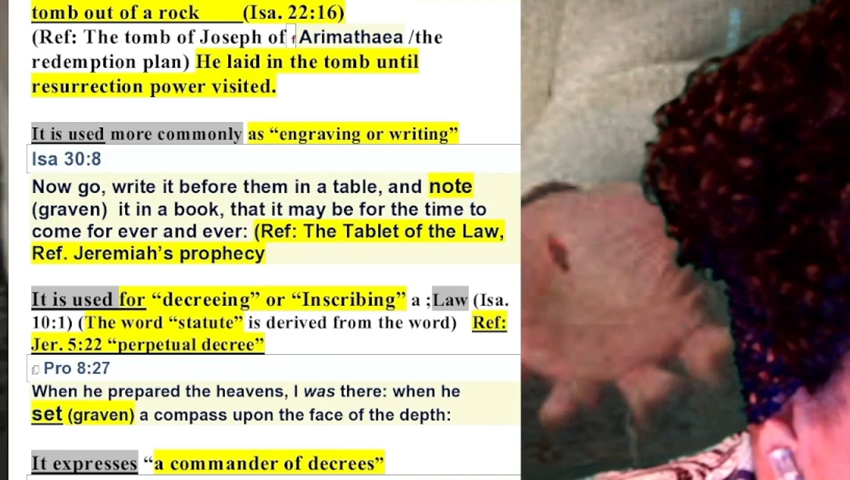 tomb out of a rock (Isa. 22:16)
(Ref: The tomb of Joseph of Arimathaea /the
redemption plan) He laid in the tomb until
resurrection power visited.
It is used more commonly as “engraving or writing”
Isa 30:8
Now go, write it before them in a table, and note
(graven) it in a book, that it may be for the time to
come for ever and ever: (Ref: The Tablet of the Law,
Ref. Jeremiah’s prophecy
It is used for “decreeing” or “Inscribing” a ;Law (Isa.
10:1) (The word “statute” is derived from the word) Ref:
Jer. 5:22 “perpetual decree”
Pro 8:27
When he prepared the heavens, I was there: when he
set (graven) a compass upon the face of the depth:
It expresses “a commander of decrees”